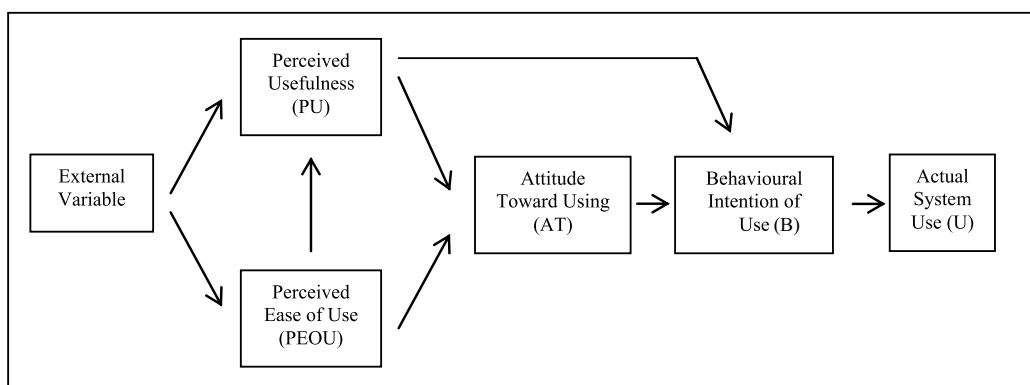 Perceived
Usefulness
(PU)
External
Variable
Perceived
Ease of Use
(PEOU)
Attitude
Toward Using
(AT)
Behavioural
Intention of
Use (B)
Actual
System
Use (U)